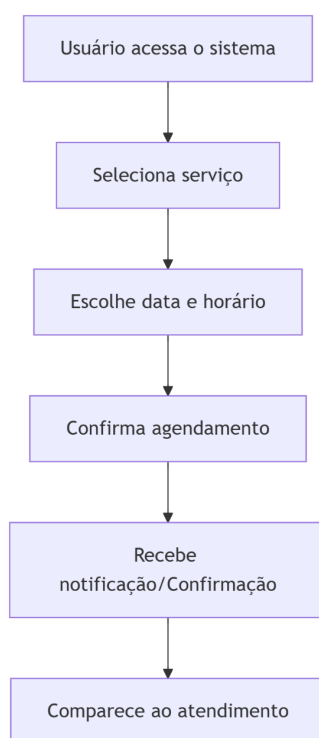 Usuário acessa o sistema
Seleciona serviço
Escolhe data e horário
Confirma agendamento
Recebe
notificação/Confirmação
Comparece ao atendimento